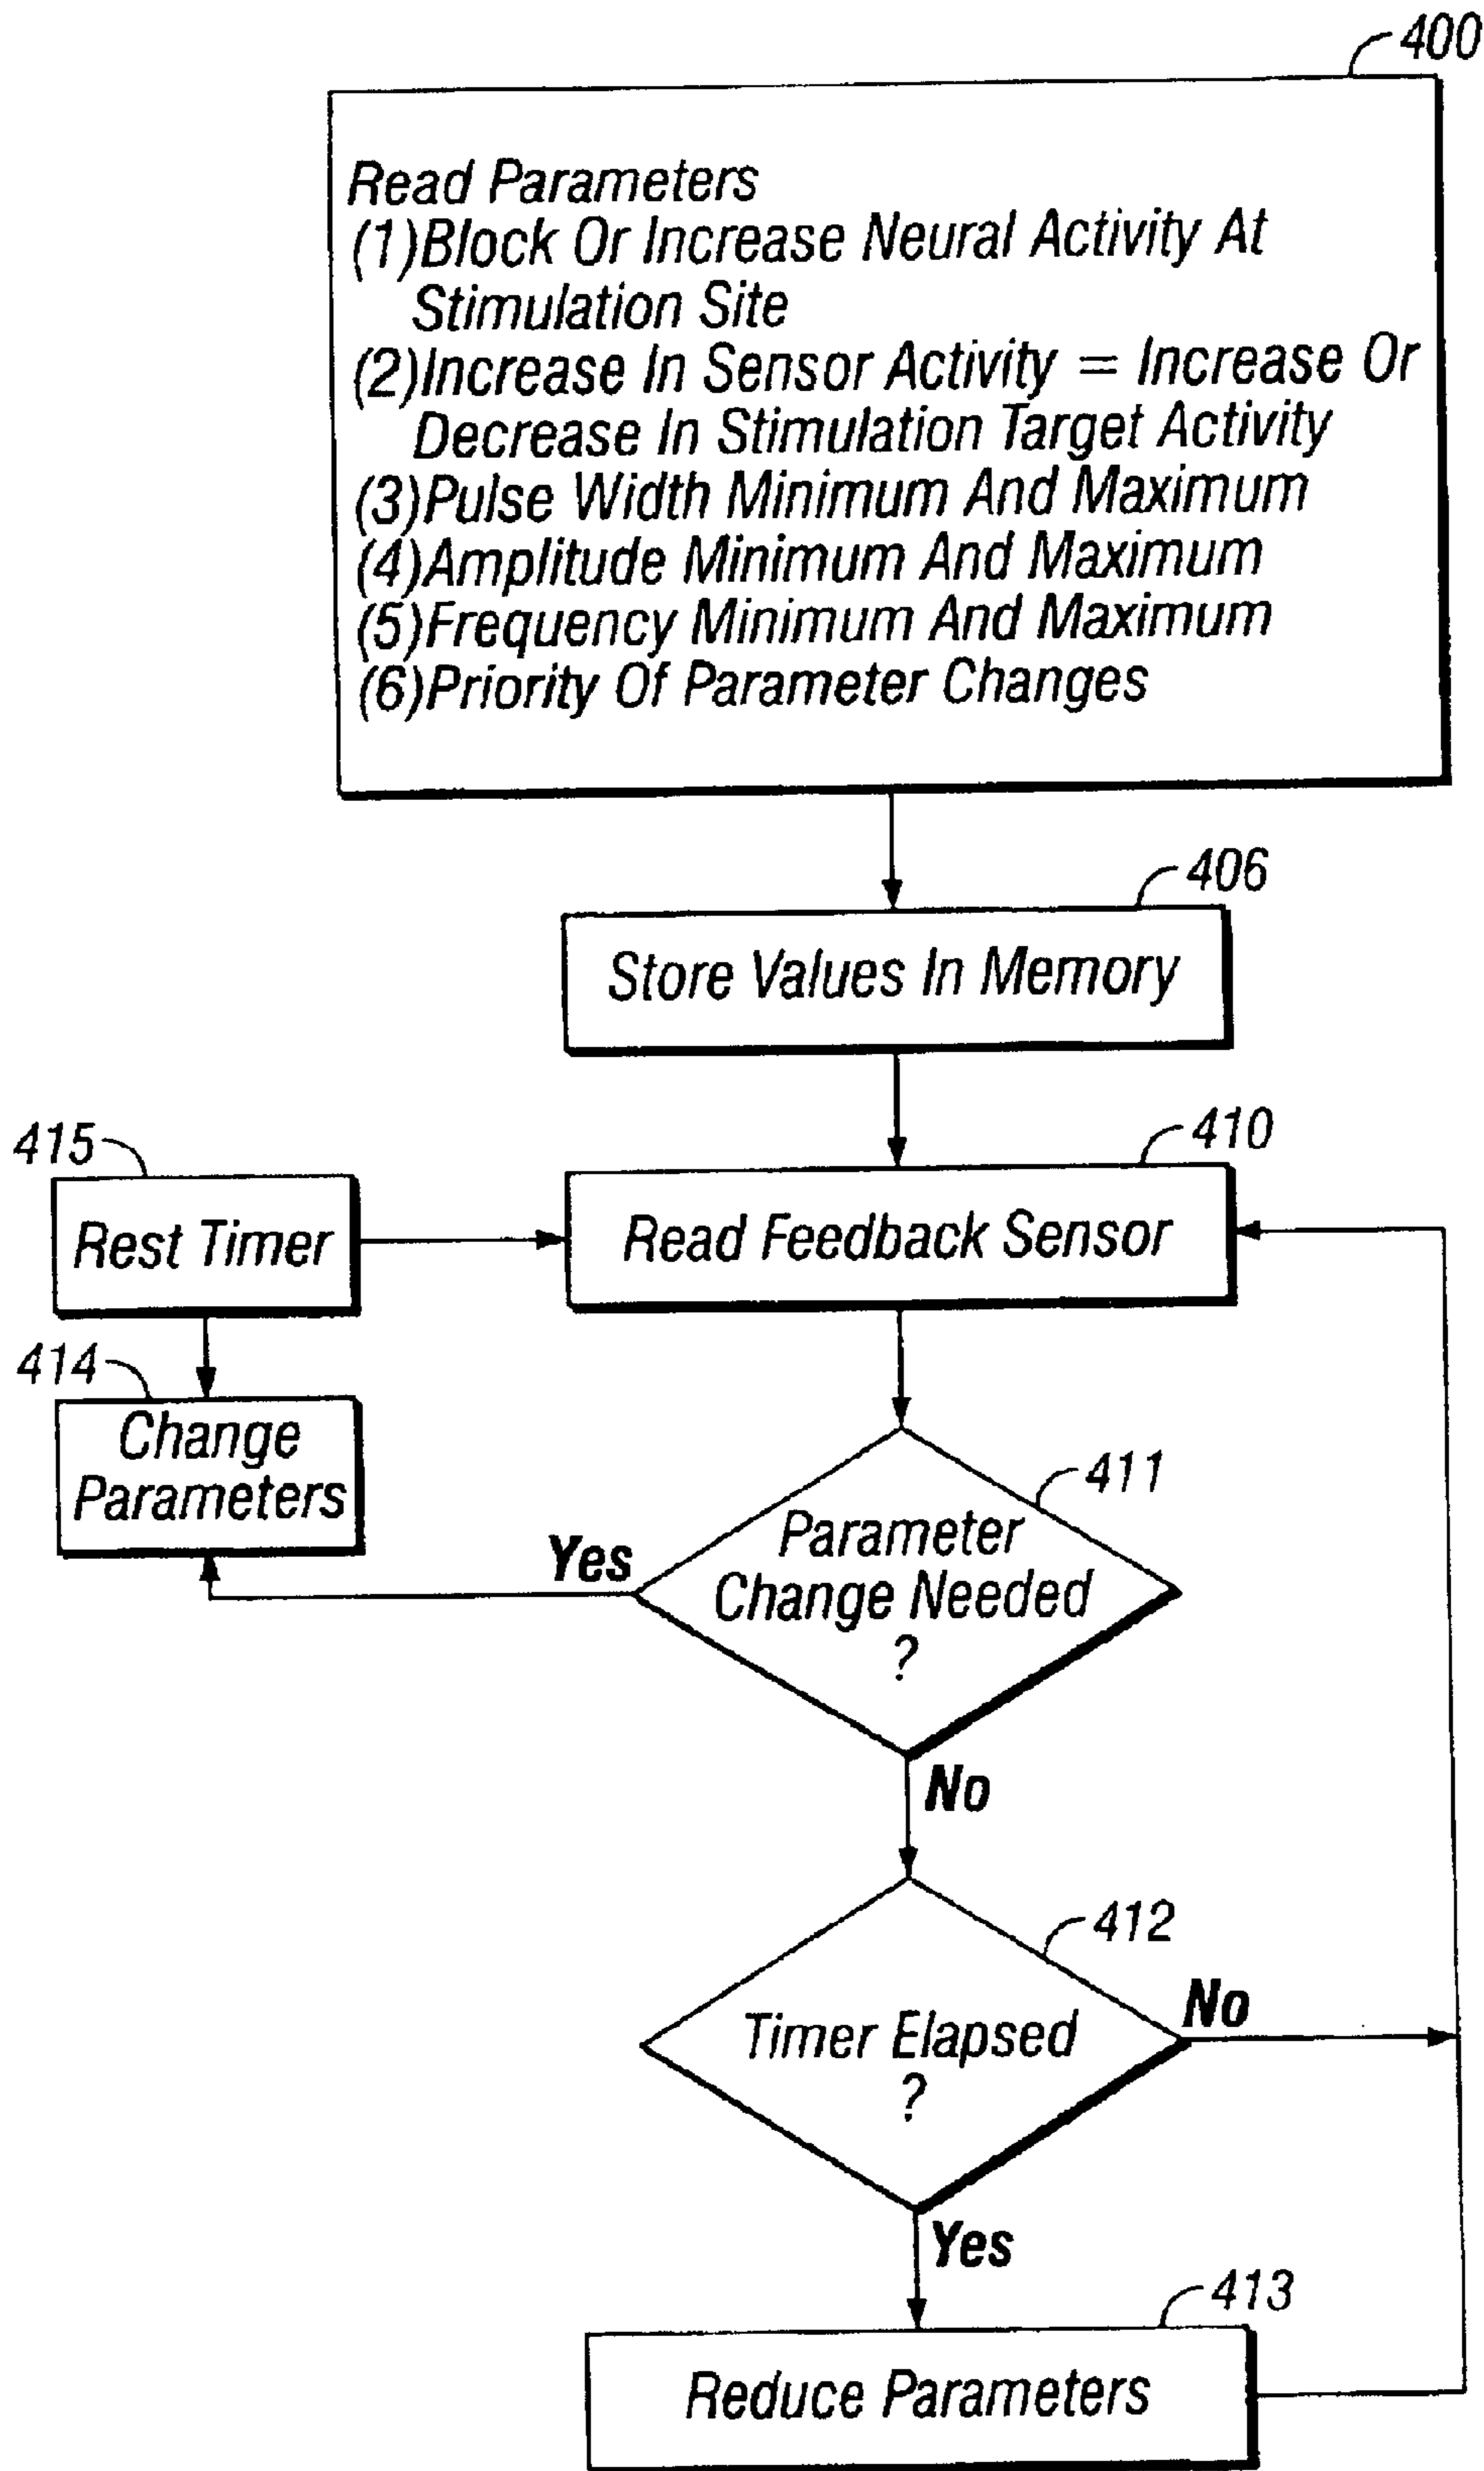 400
Read Parameters
(1)Block Or Increase Neural Activity At
Stimulation Site
(2)Increase In Sensor Activity = Increase Or
Decrease In Stimulation Target Activity
(3)Pulse Width Minimum And Maximum
(4)Amplitude Minimum And Maximum
(5)Frequency Minimum And Maximum
(6)Priority Of Parameter Changes
406
Store Values In Memory
415
410
Rest Timer
Read Feedback Sensor
414
Change
Parameters
411
Yes
Parameter
Change Needed
?
No
412
No
Timer Elapsed
?
Yes
413
Reduce Parameters